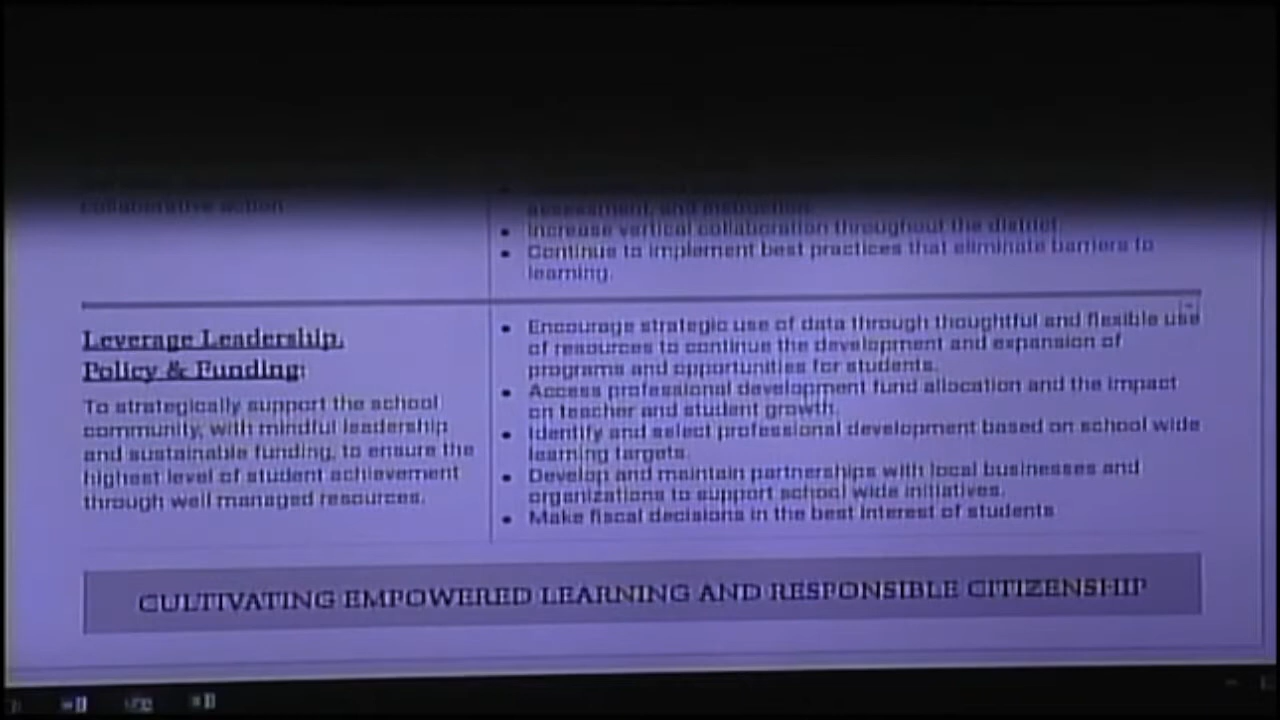 collaborative action
assessment, and instruction.
• Increase vertical collaboration throughout the district.
• Continue to implement best practices that eliminate barriers to
learning.
Leverage Leadership,
Policy & Funding:
To strategically support the school
community, with mindful leadership
and sustainable funding, to ensure the
highest level of student achievement
through well managed resources.
• Encourage strategic use of data through thoughtful and flexible use
of resources to continue the development and expansion of
programs and opportunities for students.
• Access professional development fund allocation and the impact
on teacher and student growth.
• Identify and select professional development based on school wide
learning targets.
• Develop and maintain partnerships with local businesses and
organizations to support school wide initiatives.
• Make fiscal decisions in the best interest of students
CULTIVATING EMPOWERED LEARNING AND RESPONSIBLE CITIZENSHIP